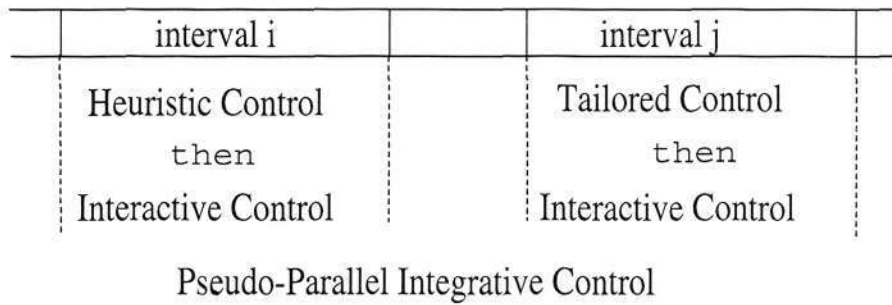 interval i interval j
Heuristic Control Tailored Control
then then
Interactive Control Interactive Control
Pseudo-Parallel Integrative Control